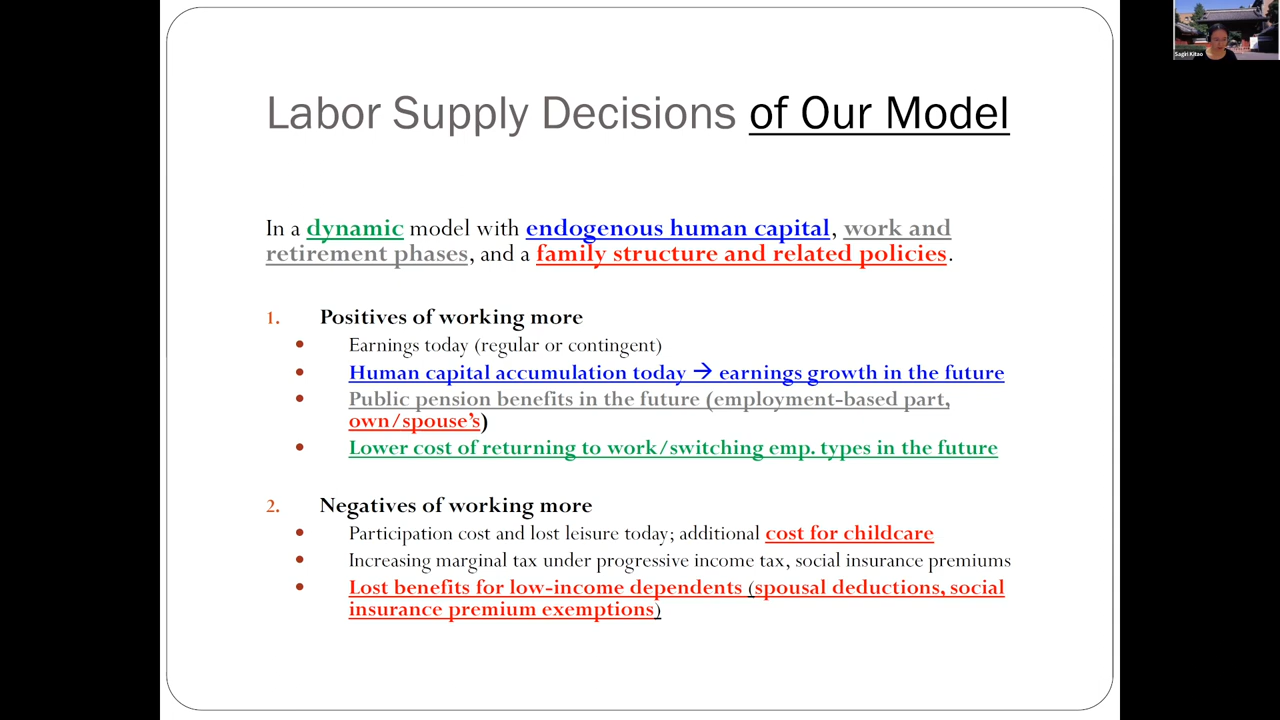 Labor Supply Decisions of Our Model
In a dynamic model with endogenous human capital, work and
retirement phases, and a family structure and related policies.
1. Positives of working more
• Earnings today (regular or contingent)
• Human capital accumulation today → earnings growth in the future
• Public pension benefits in the future (employment-based part,
own/spouse’s)
• Lower cost of returning to work/switching emp. types in the future
2. Negatives of working more
• Participation cost and lost leisure today; additional cost for childcare
• Increasing marginal tax under progressive income tax, social insurance premiums
• Lost benefits for low-income dependents (spousal deductions, social
insurance premium exemptions)
Sagiri Kitao